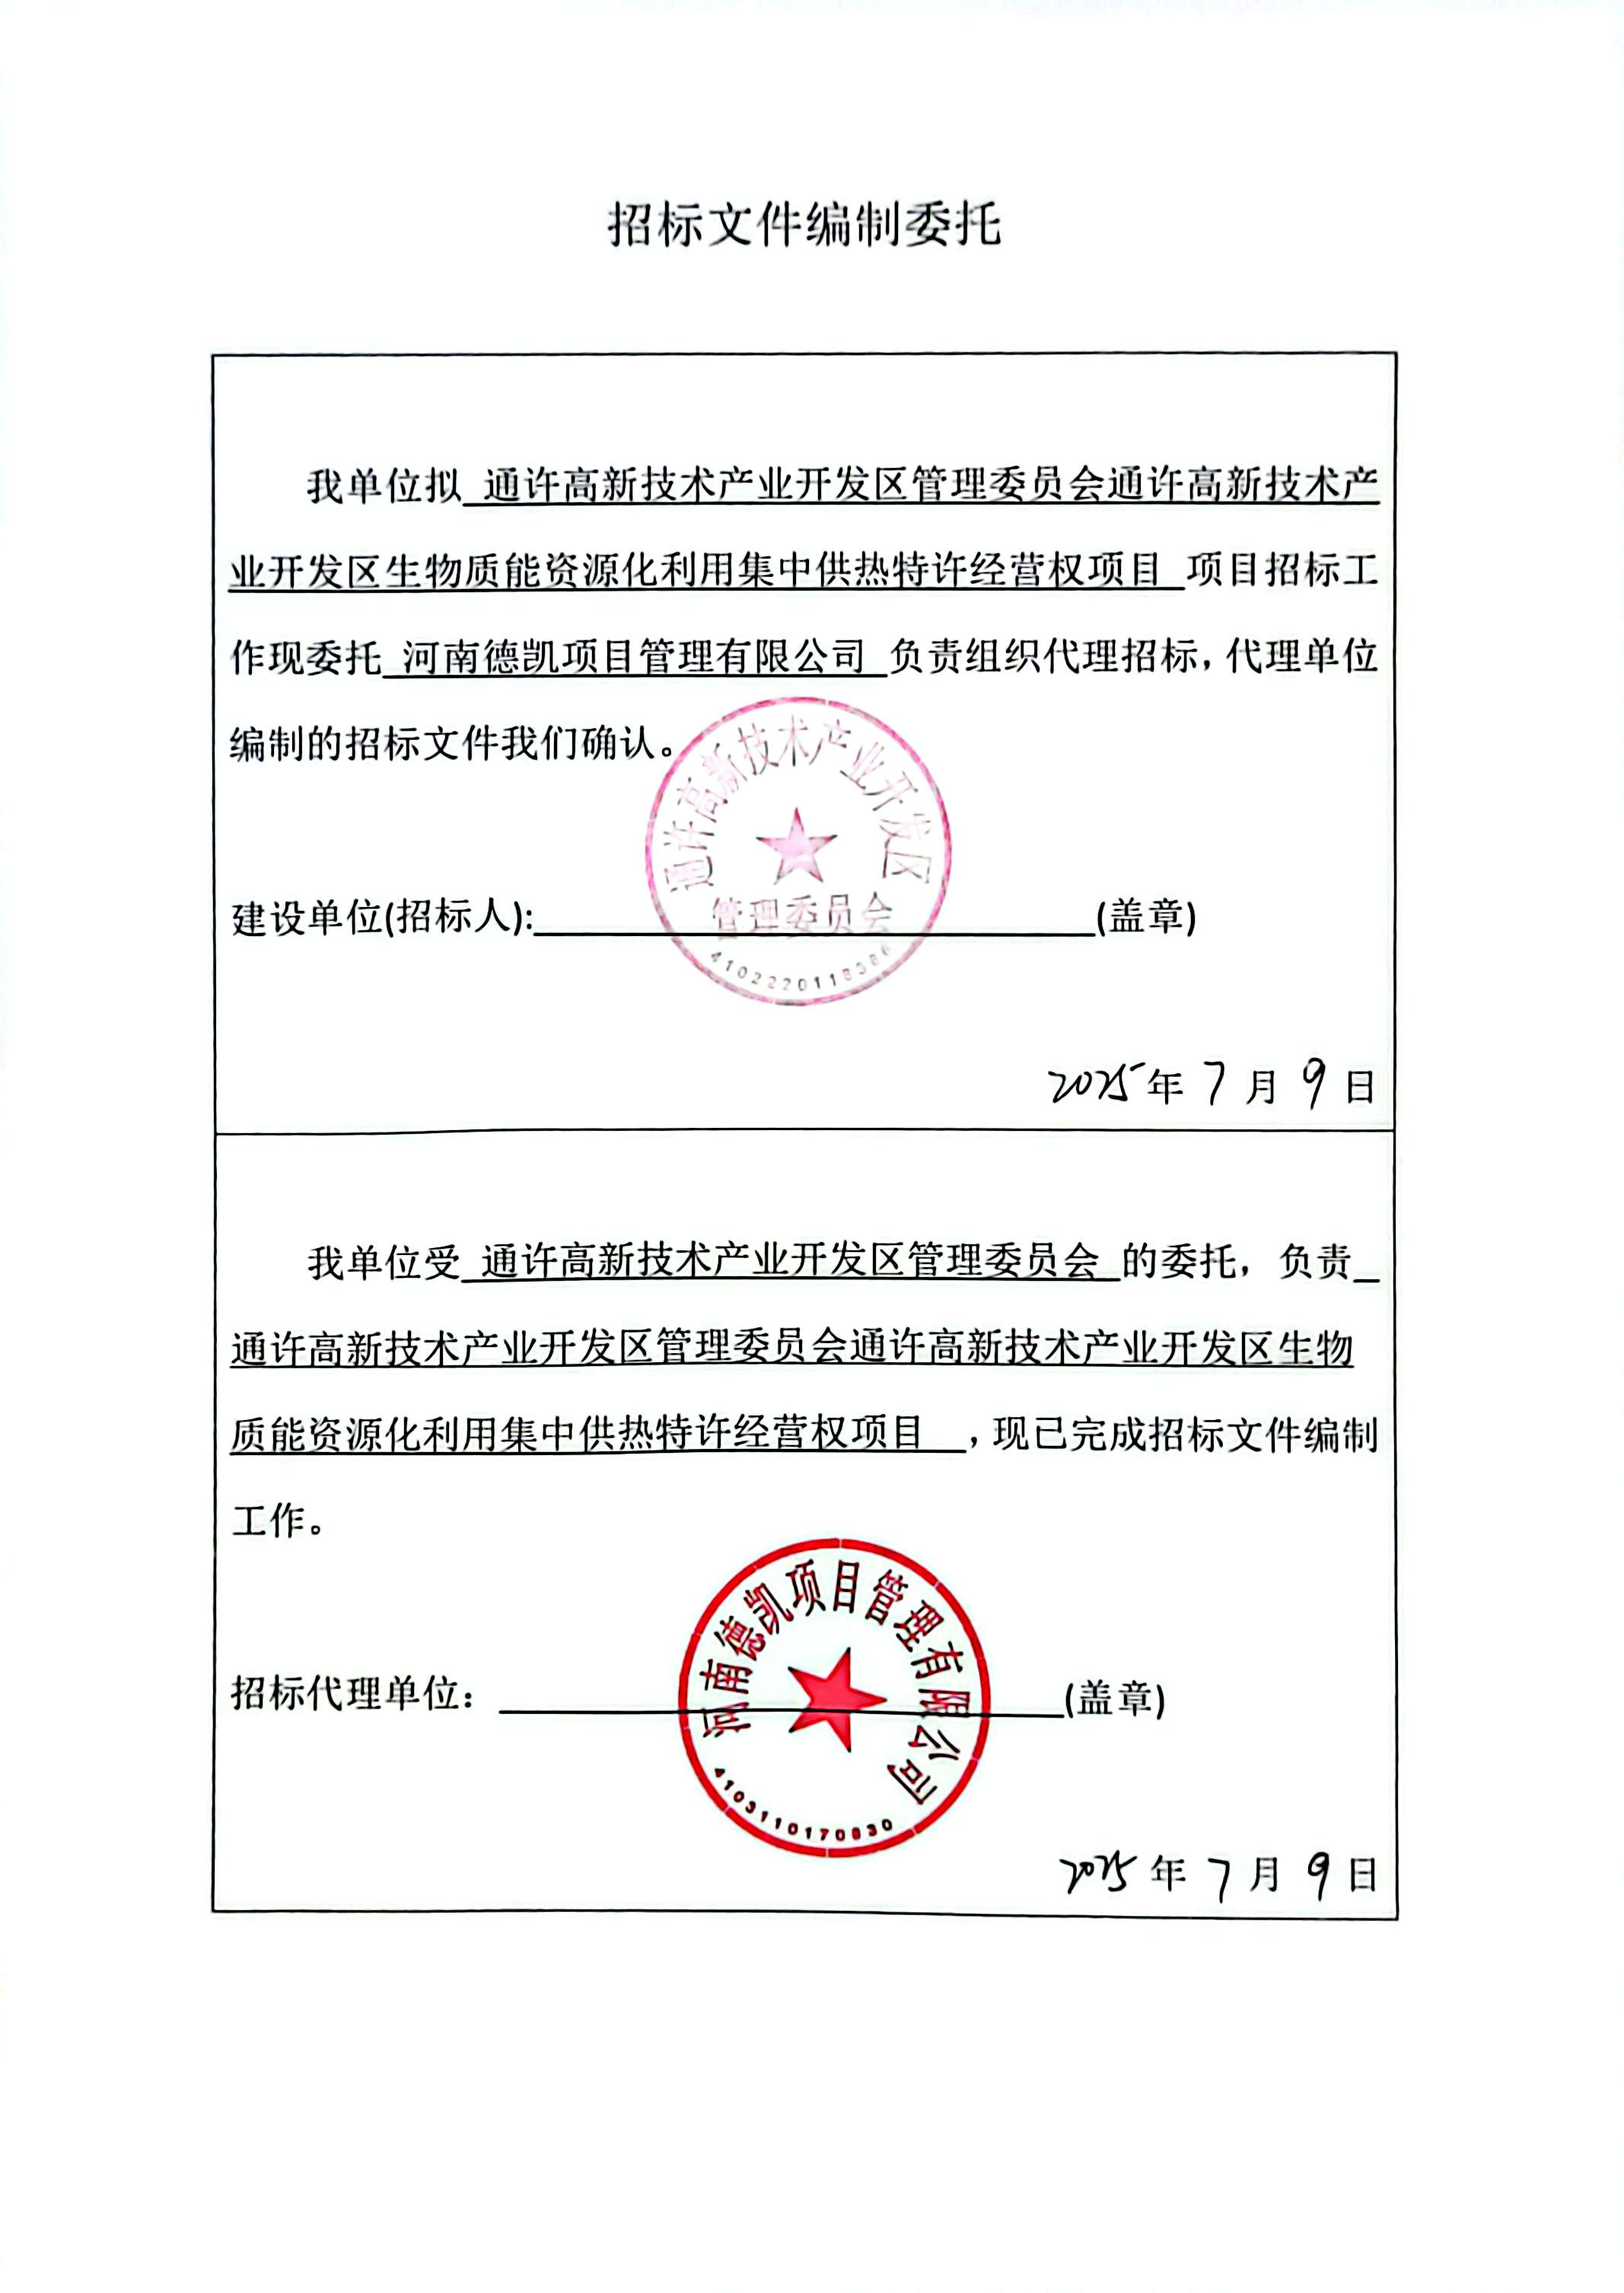 招标文件编制委托
我单位拟 通许高新技术产业开发区管理委员会通许高新技术产
业开发区生物质能资源化利用集中供热特许经营权项目 项目招标工
作现委托 河南德凯项目管理有限公司 负责组织代理招标，代理单位
编制的招标文件我们确认。
通许高新技术产业开发区
管理委员会
建设单位(招标人): (盖章)
2025年 7 月 9 日
我单位受 通许高新技术产业开发区管理委员会 的委托，负责
通许高新技术产业开发区管理委员会通许高新技术产业开发区生物
质能资源化利用集中供热特许经营权项目 ，现已完成招标文件编制
工作。
河南德凯项目管理有限公司
招标代理单位： (盖章)
2025 年 7 月 9 日